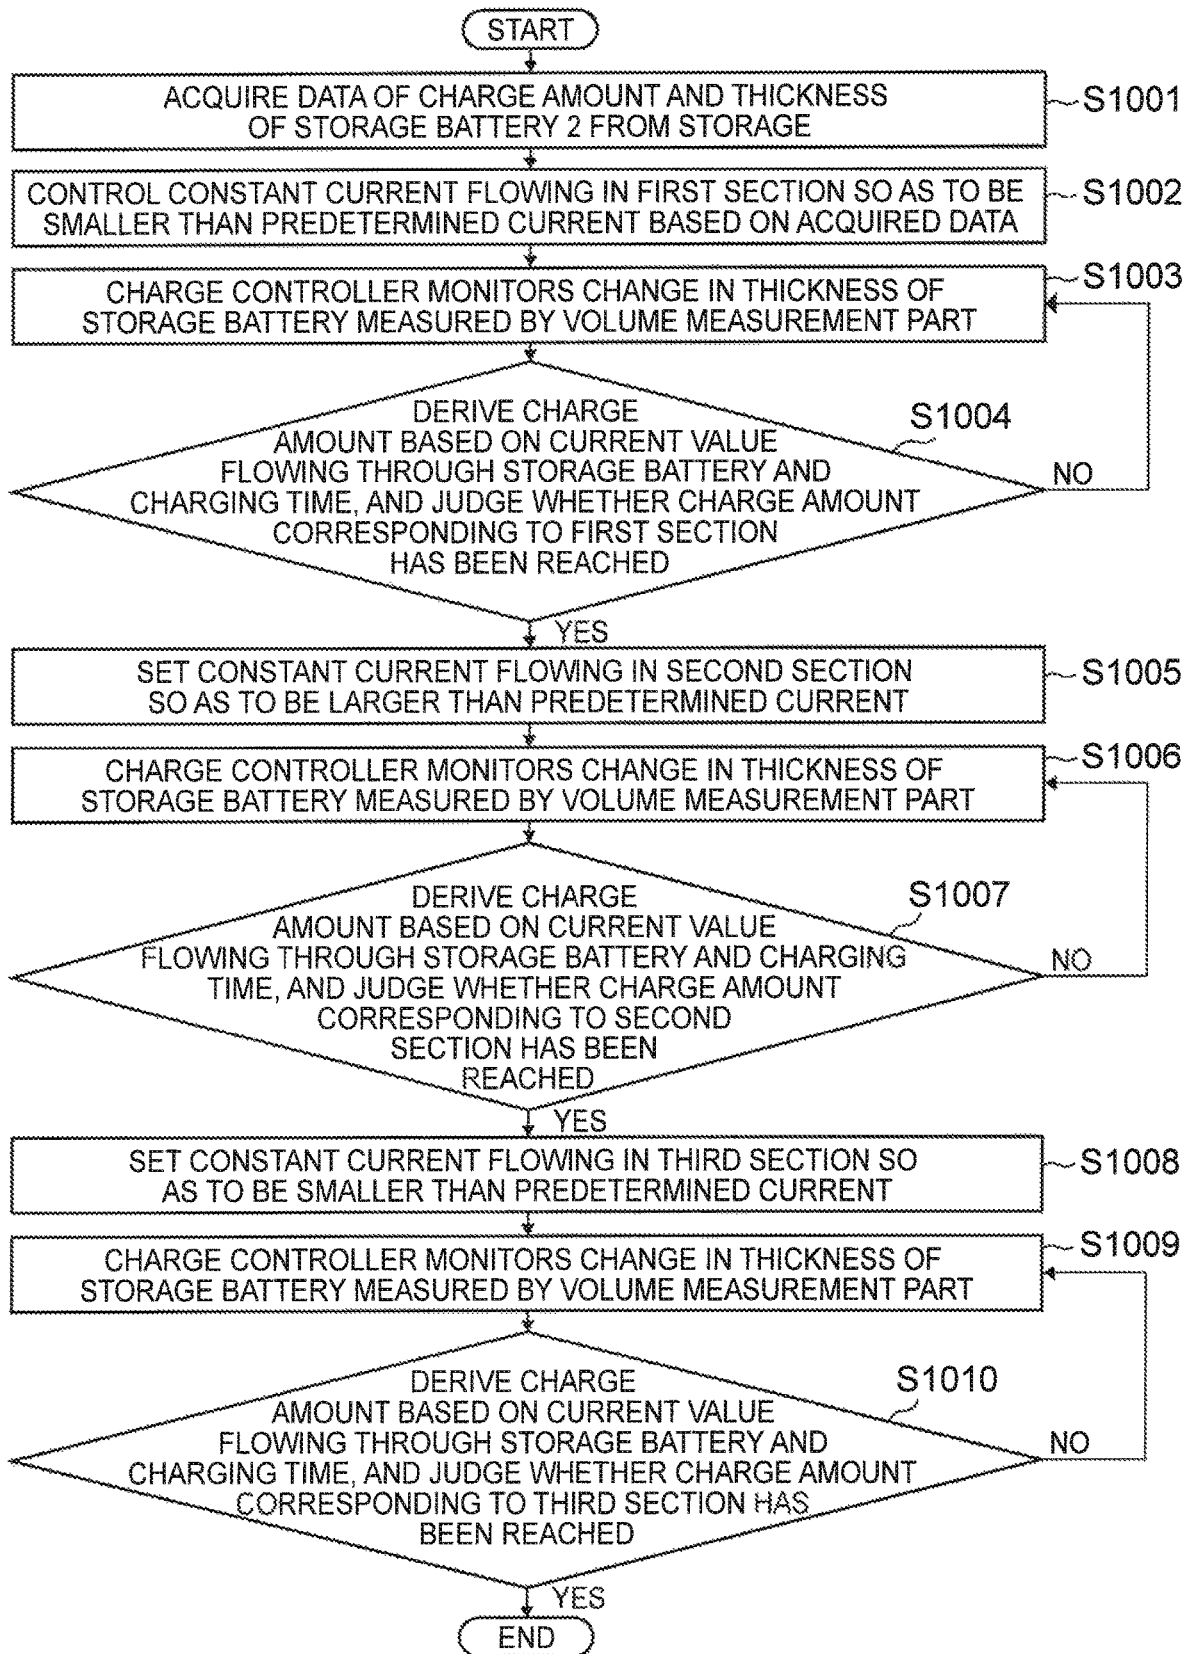 START
ACQUIRE DATA OF CHARGE AMOUNT AND THICKNESS
OF STORAGE BATTERY 2 FROM STORAGE
S1001
CONTROL CONSTANT CURRENT FLOWING IN FIRST SECTION SO AS TO BE
SMALLER THAN PREDETERMINED CURRENT BASED ON ACQUIRED DATA
S1002
CHARGE CONTROLLER MONITORS CHANGE IN THICKNESS OF
STORAGE BATTERY MEASURED BY VOLUME MEASUREMENT PART
S1003
DERIVE CHARGE
AMOUNT BASED ON CURRENT VALUE
FLOWING THROUGH STORAGE BATTERY AND
CHARGING TIME, AND JUDGE WHETHER CHARGE AMOUNT
CORRESPONDING TO FIRST SECTION
HAS BEEN REACHED
S1004
NO
YES
SET CONSTANT CURRENT FLOWING IN SECOND SECTION
SO AS TO BE LARGER THAN PREDETERMINED CURRENT
S1005
CHARGE CONTROLLER MONITORS CHANGE IN THICKNESS OF
STORAGE BATTERY MEASURED BY VOLUME MEASUREMENT PART
S1006
DERIVE CHARGE
AMOUNT BASED ON CURRENT VALUE
FLOWING THROUGH STORAGE BATTERY AND CHARGING
TIME, AND JUDGE WHETHER CHARGE AMOUNT
CORRESPONDING TO SECOND
SECTION HAS BEEN
REACHED
S1007
NO
YES
SET CONSTANT CURRENT FLOWING IN THIRD SECTION SO
AS TO BE SMALLER THAN PREDETERMINED CURRENT
S1008
CHARGE CONTROLLER MONITORS CHANGE IN THICKNESS OF
STORAGE BATTERY MEASURED BY VOLUME MEASUREMENT PART
S1009
DERIVE CHARGE
AMOUNT BASED ON CURRENT VALUE
FLOWING THROUGH STORAGE BATTERY AND
CHARGING TIME, AND JUDGE WHETHER CHARGE AMOUNT
CORRESPONDING TO THIRD SECTION HAS
BEEN REACHED
S1010
NO
YES
END